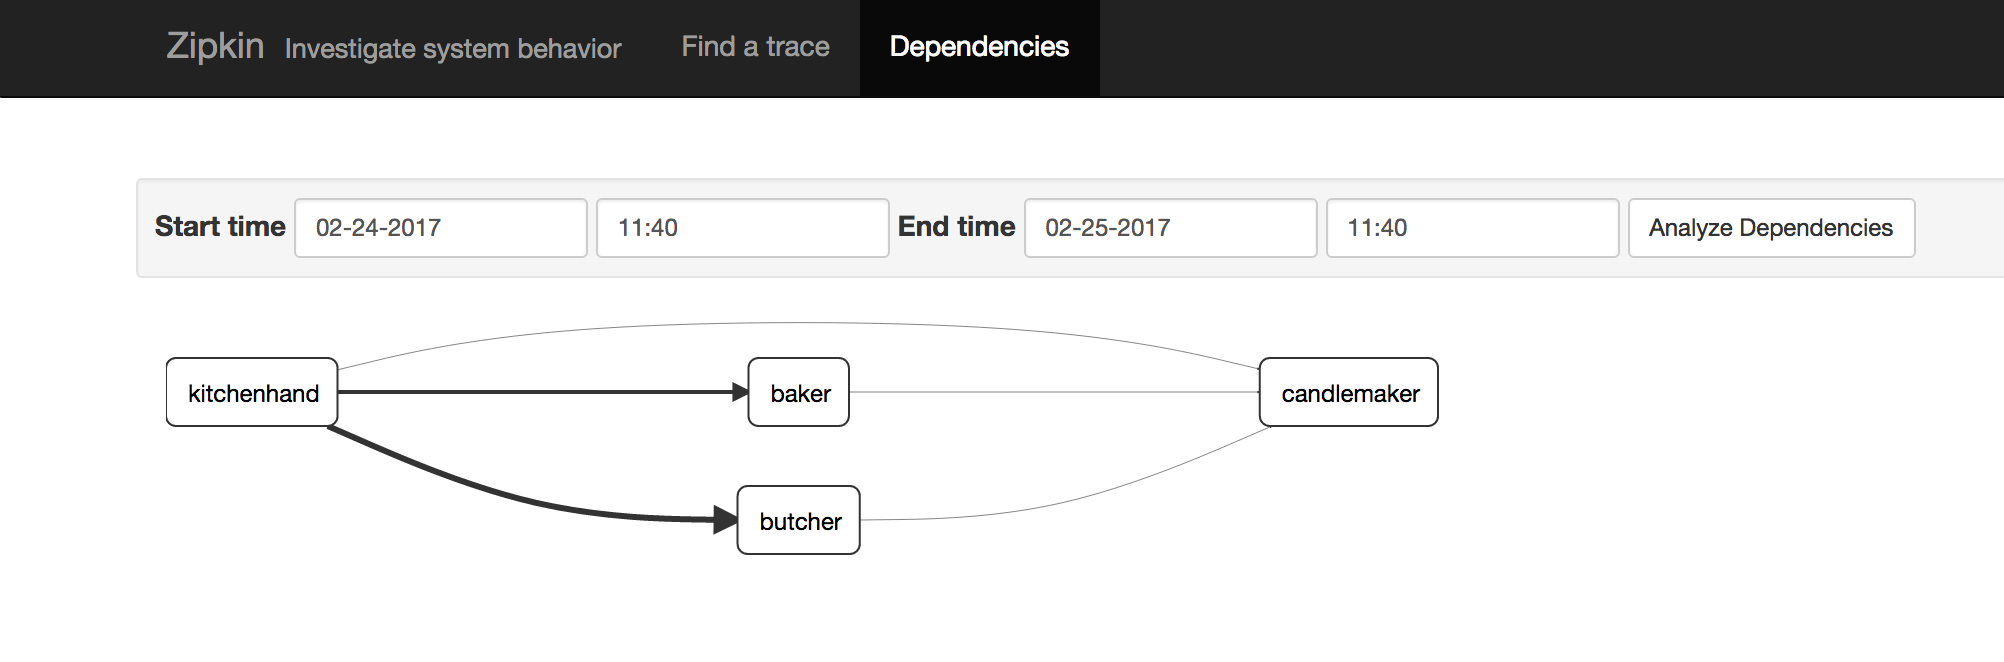 Zipkin Investigate system behavior Find a trace Dependencies
Start time 02-24-2017 11:40 End time 02-25-2017 11:40 Analyze Dependencies
kitchenhand baker candlemaker
butcher